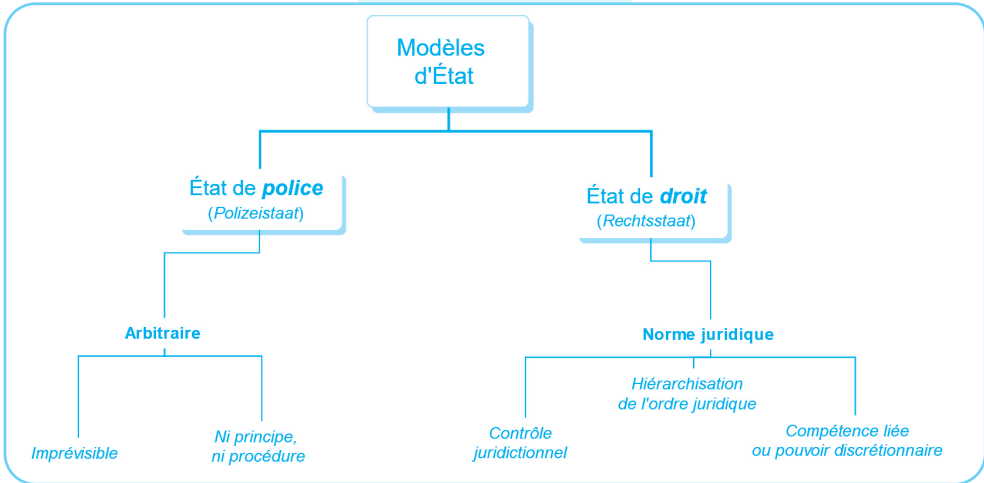 Modèles
d'État
État de police
(Polizeistaat)
État de droit
(Rechtsstaat)
Arbitraire
Norme juridique
Imprévisible
Ni principe,
ni procédure
Contrôle
juridictionnel
Hiérarchisation
de l'ordre juridique
Compétence liée
ou pouvoir discrétionnaire